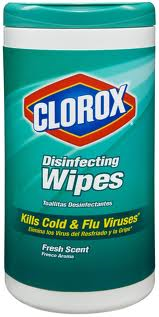 CLOROX
Disinfecting
Wipes
Toallitas Desinfectantes
Kills Cold & Flu Viruses*
Elimina los Virus del Resfriado y la Gripe*
Fresh Scent
Fresco Aroma